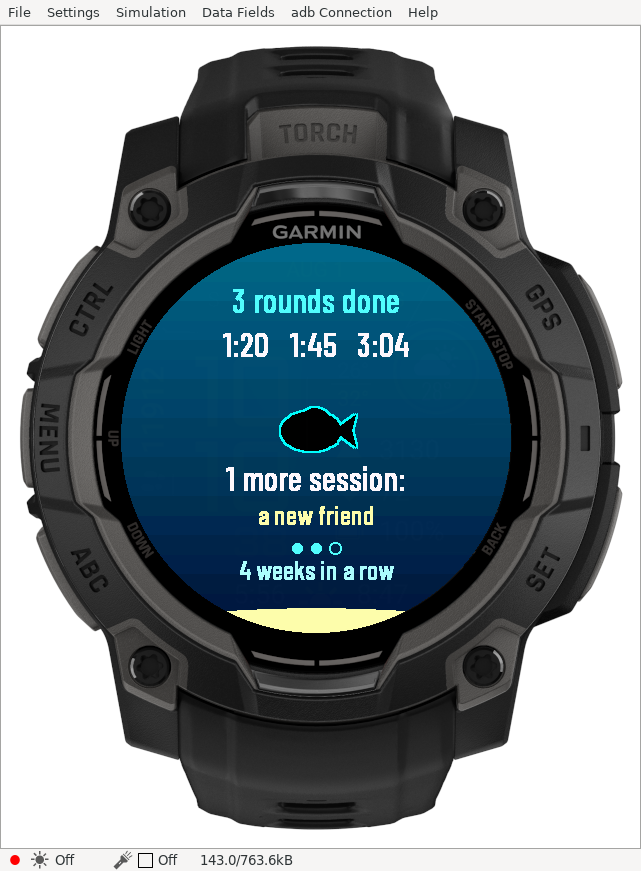 File Settings Simulation Data Fields adb Connection Help
TORCH
GARMIN
CTRL
LIGHT
GPS
START/STOP
3 rounds done
1:20 1:45 3:04
MENU
UP
1 more session:
a new friend
4 weeks in a row
DOWN
BACK
ABC
SET
Off
Off
143.0/763.6kB